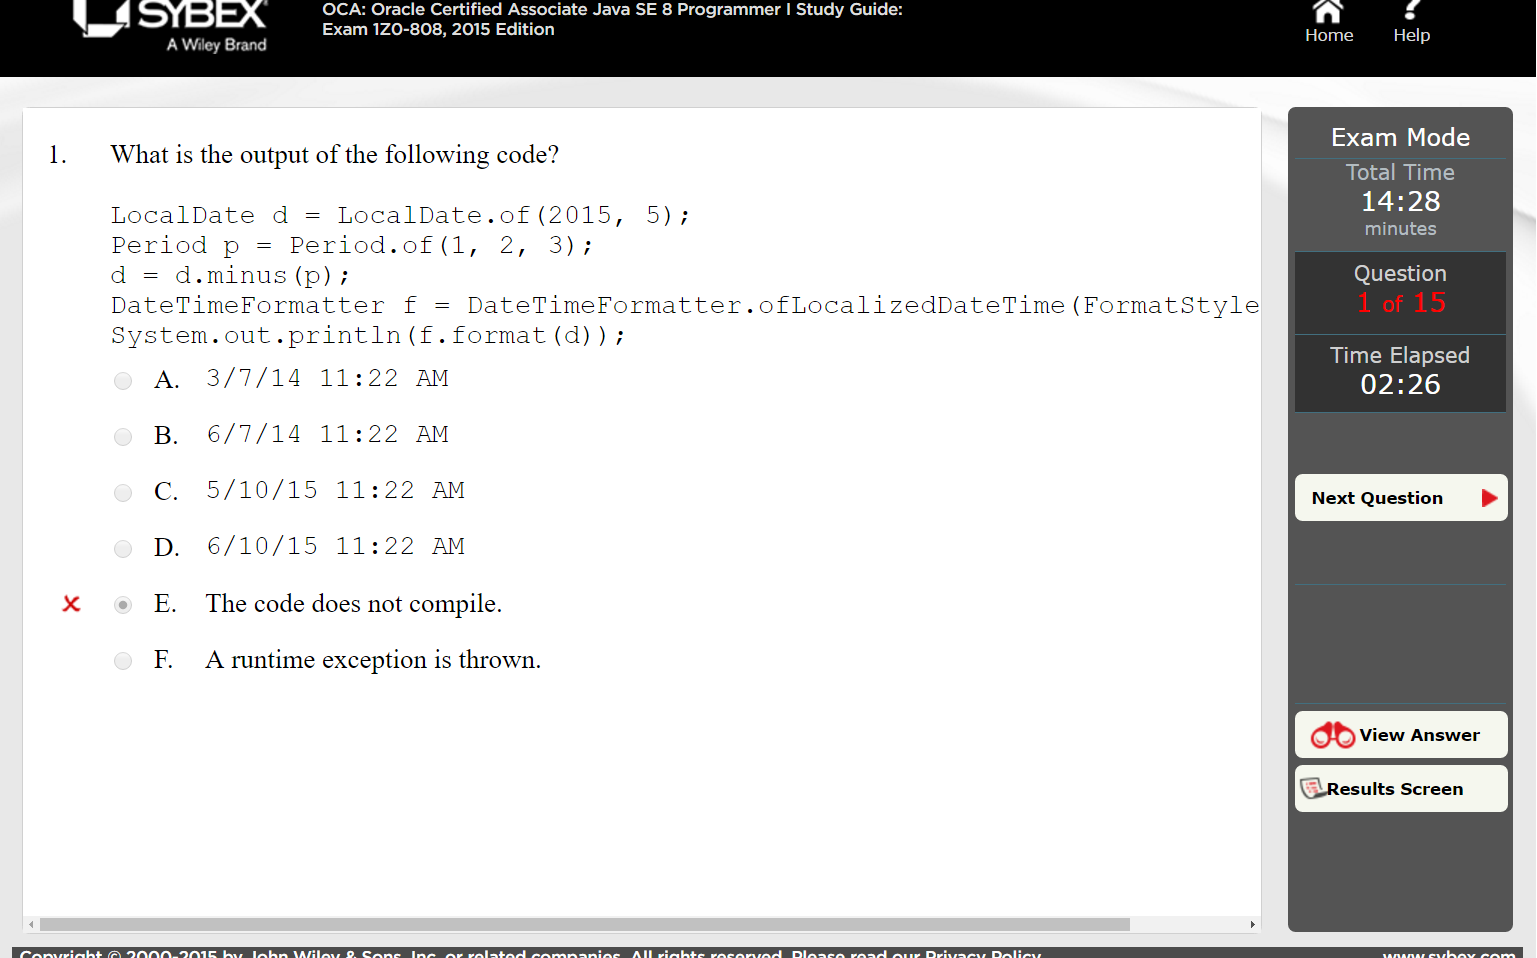 SYBEX
A Wiley Brand
OCA: Oracle Certified Associate Java SE 8 Programmer I Study Guide:
Exam 1Z0-808, 2015 Edition
Home
Help
1. What is the output of the following code?
LocalDate d = LocalDate.of(2015, 5);
Period p = Period.of(1, 2, 3);
d = d.minus(p);
DateTimeFormatter f = DateTimeFormatter.ofLocalizedDateTime(FormatStyle
System.out.println(f.format(d));
A. 3/7/14 11:22 AM
B. 6/7/14 11:22 AM
C. 5/10/15 11:22 AM
D. 6/10/15 11:22 AM
E. The code does not compile.
F. A runtime exception is thrown.
Exam Mode
Total Time
14:28
minutes
Question
1 of 15
Time Elapsed
02:26
Next Question
View Answer
Results Screen
Copyright © 2000-2015 by John Wiley & Sons, Inc. or related companies. All rights reserved. Please read our Privacy Policy
www.sybex.com